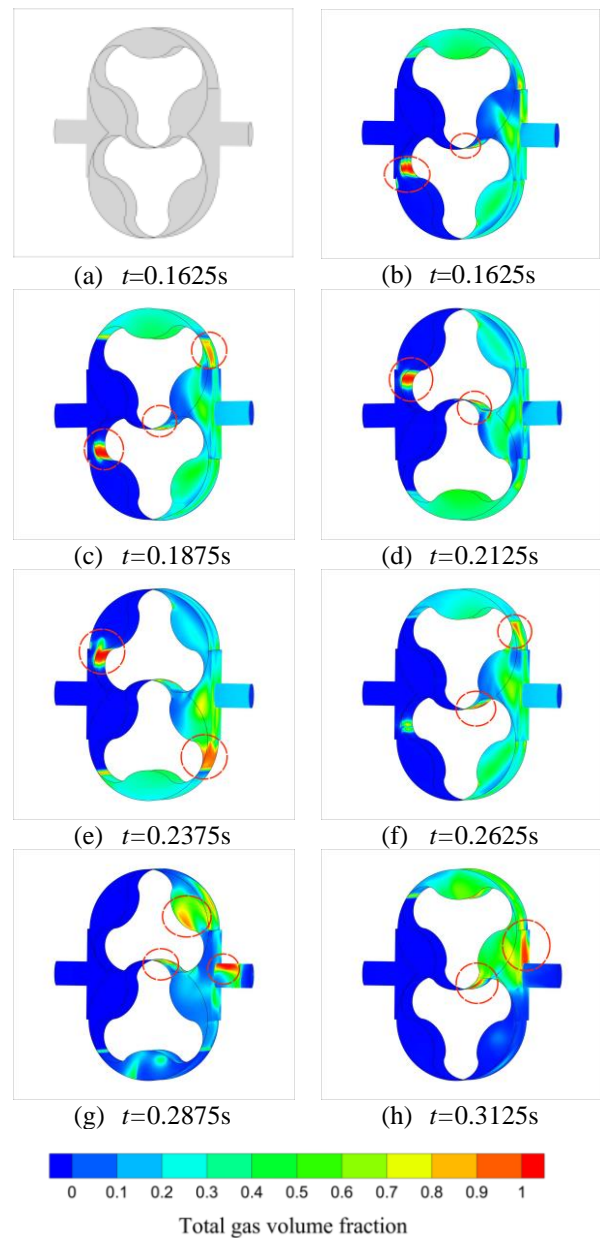 (a) t=0.1625s
(b) t=0.1625s
(c) t=0.1875s
(d) t=0.2125s
(e) t=0.2375s
(f) t=0.2625s
(g) t=0.2875s
(h) t=0.3125s
0 0.1 0.2 0.3 0.4 0.5 0.6 0.7 0.8 0.9 1
Total gas volume fraction